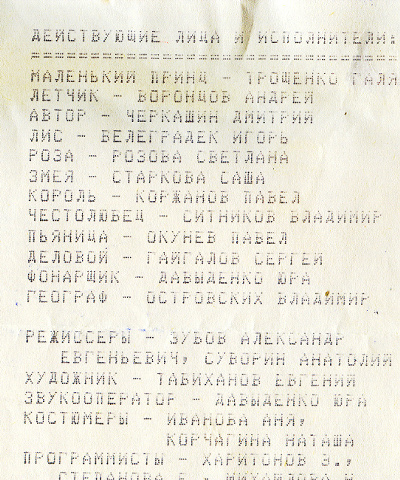 ДЕЙСТВУЮЩИЕ ЛИЦА И ИСПОЛНИТЕЛИ:
================================
МАЛЕНЬКИЙ ПРИНЦ - ТРОЩЕНКО ГАЛЯ
ЛЕТЧИК - ВОРОНЦОВ АНДРЕЙ
АВТОР - ЧЕРКАШИН ДМИТРИЙ
ЛИС - ВЕЛЕГРАДЕК ИГОРЬ
РОЗА - РОЗОВА СВЕТЛАНА
ЗМЕЯ - СТАРКОВА САША
КОРОЛЬ - КОРЖАНОВ ПАВЕЛ
ЧЕСТОЛЮБЕЦ - СИТНИКОВ ВЛАДИМИР
ПЬЯНИЦА - ОКУНЕВ ПАВЕЛ
ДЕЛОВОЙ - ГАЙГАЛОВ СЕРГЕЙ
ФОНАРЩИК - ДАВЫДЕНКО ЮРА
ГЕОГРАФ - ОСТРОВСКИХ ВЛАДИМИР
РЕЖИССЕРЫ - ЗУБОВ АЛЕКСАНДР
ЕВГЕНЬЕВИЧ, СУВОРИН АНАТОЛИЙ
ХУДОЖНИК - ТАБИХАНОВ ЕВГЕНИЙ
ЗВУКООПЕРАТОР - ДАВЫДЕНКО ЮРА
КОСТЮМЕРЫ - ИВАНОВА АНЯ,
КОРЧАГИНА НАТАША
ПРОГРАММИСТЫ - ХАРИТОНОВ Э.,